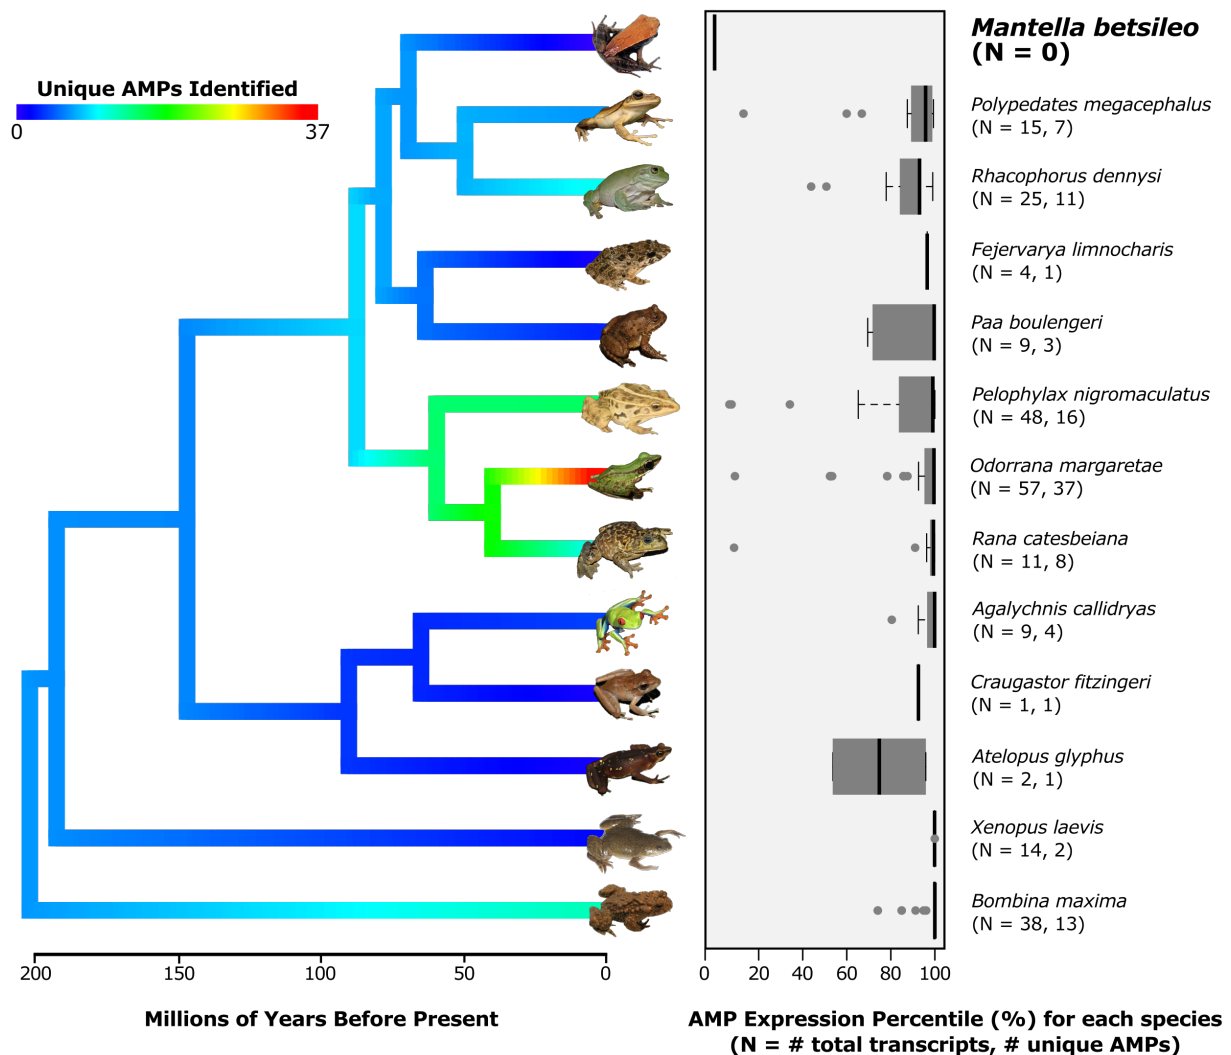 Unique AMPs Identified
0 37
Mantella betsileo
(N = 0)
Polypedates megacephalus
(N = 15, 7)
Rhacophorus dennysi
(N = 25, 11)
Fejervarya limnocharis
(N = 4, 1)
Paa boulengeri
(N = 9, 3)
Pelophylax nigromaculatus
(N = 48, 16)
Odorrana margaretae
(N = 57, 37)
Rana catesbeiana
(N = 11, 8)
Agalychnis callidryas
(N = 9, 4)
Craugastor fitzingeri
(N = 1, 1)
Atelopus glyphus
(N = 2, 1)
Xenopus laevis
(N = 14, 2)
Bombina maxima
(N = 38, 13)
200 150 100 50 0
Millions of Years Before Present
0 20 40 60 80 100
AMP Expression Percentile (%) for each species
(N = # total transcripts, # unique AMPs)